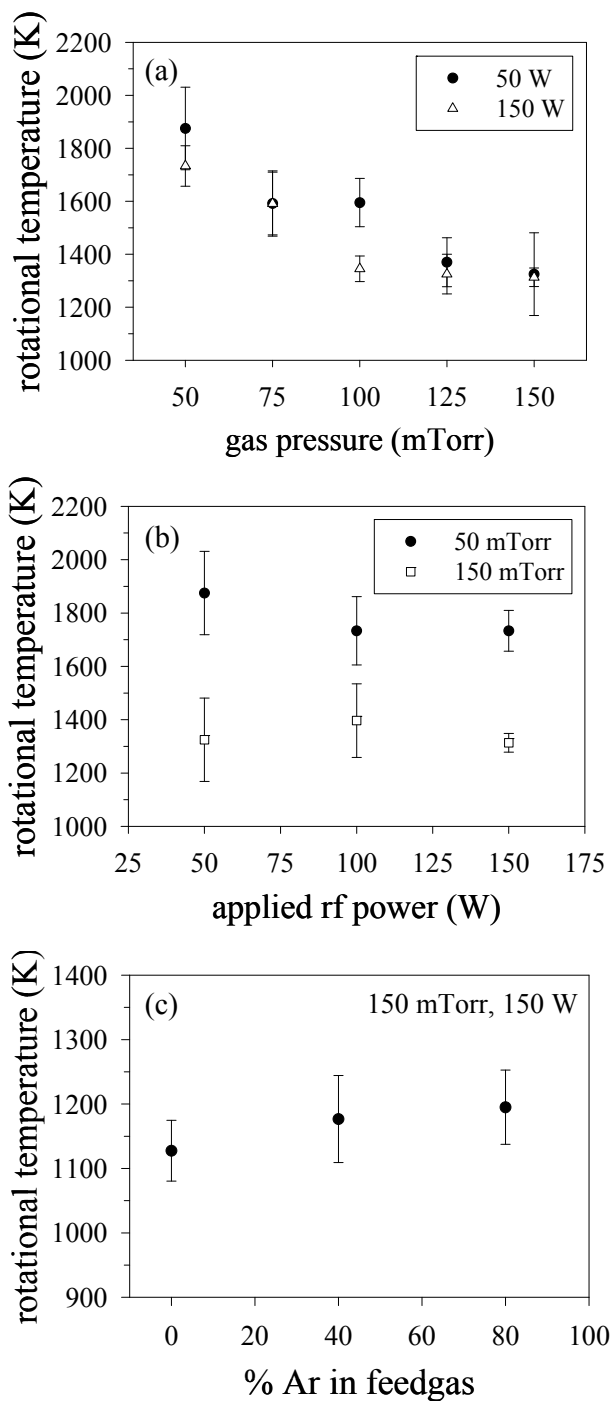 (a)
50 W
150 W
rotational temperature (K)
2200
2000
1800
1600
1400
1200
1000
50 75 100 125 150
gas pressure (mTorr)
(b)
50 mTorr
150 mTorr
rotational temperature (K)
2200
2000
1800
1600
1400
1200
1000
25 50 75 100 125 150 175
applied rf power (W)
(c)
150 mTorr, 150 W
rotational temperature (K)
1400
1300
1200
1100
1000
900
0 20 40 60 80 100
% Ar in feedgas